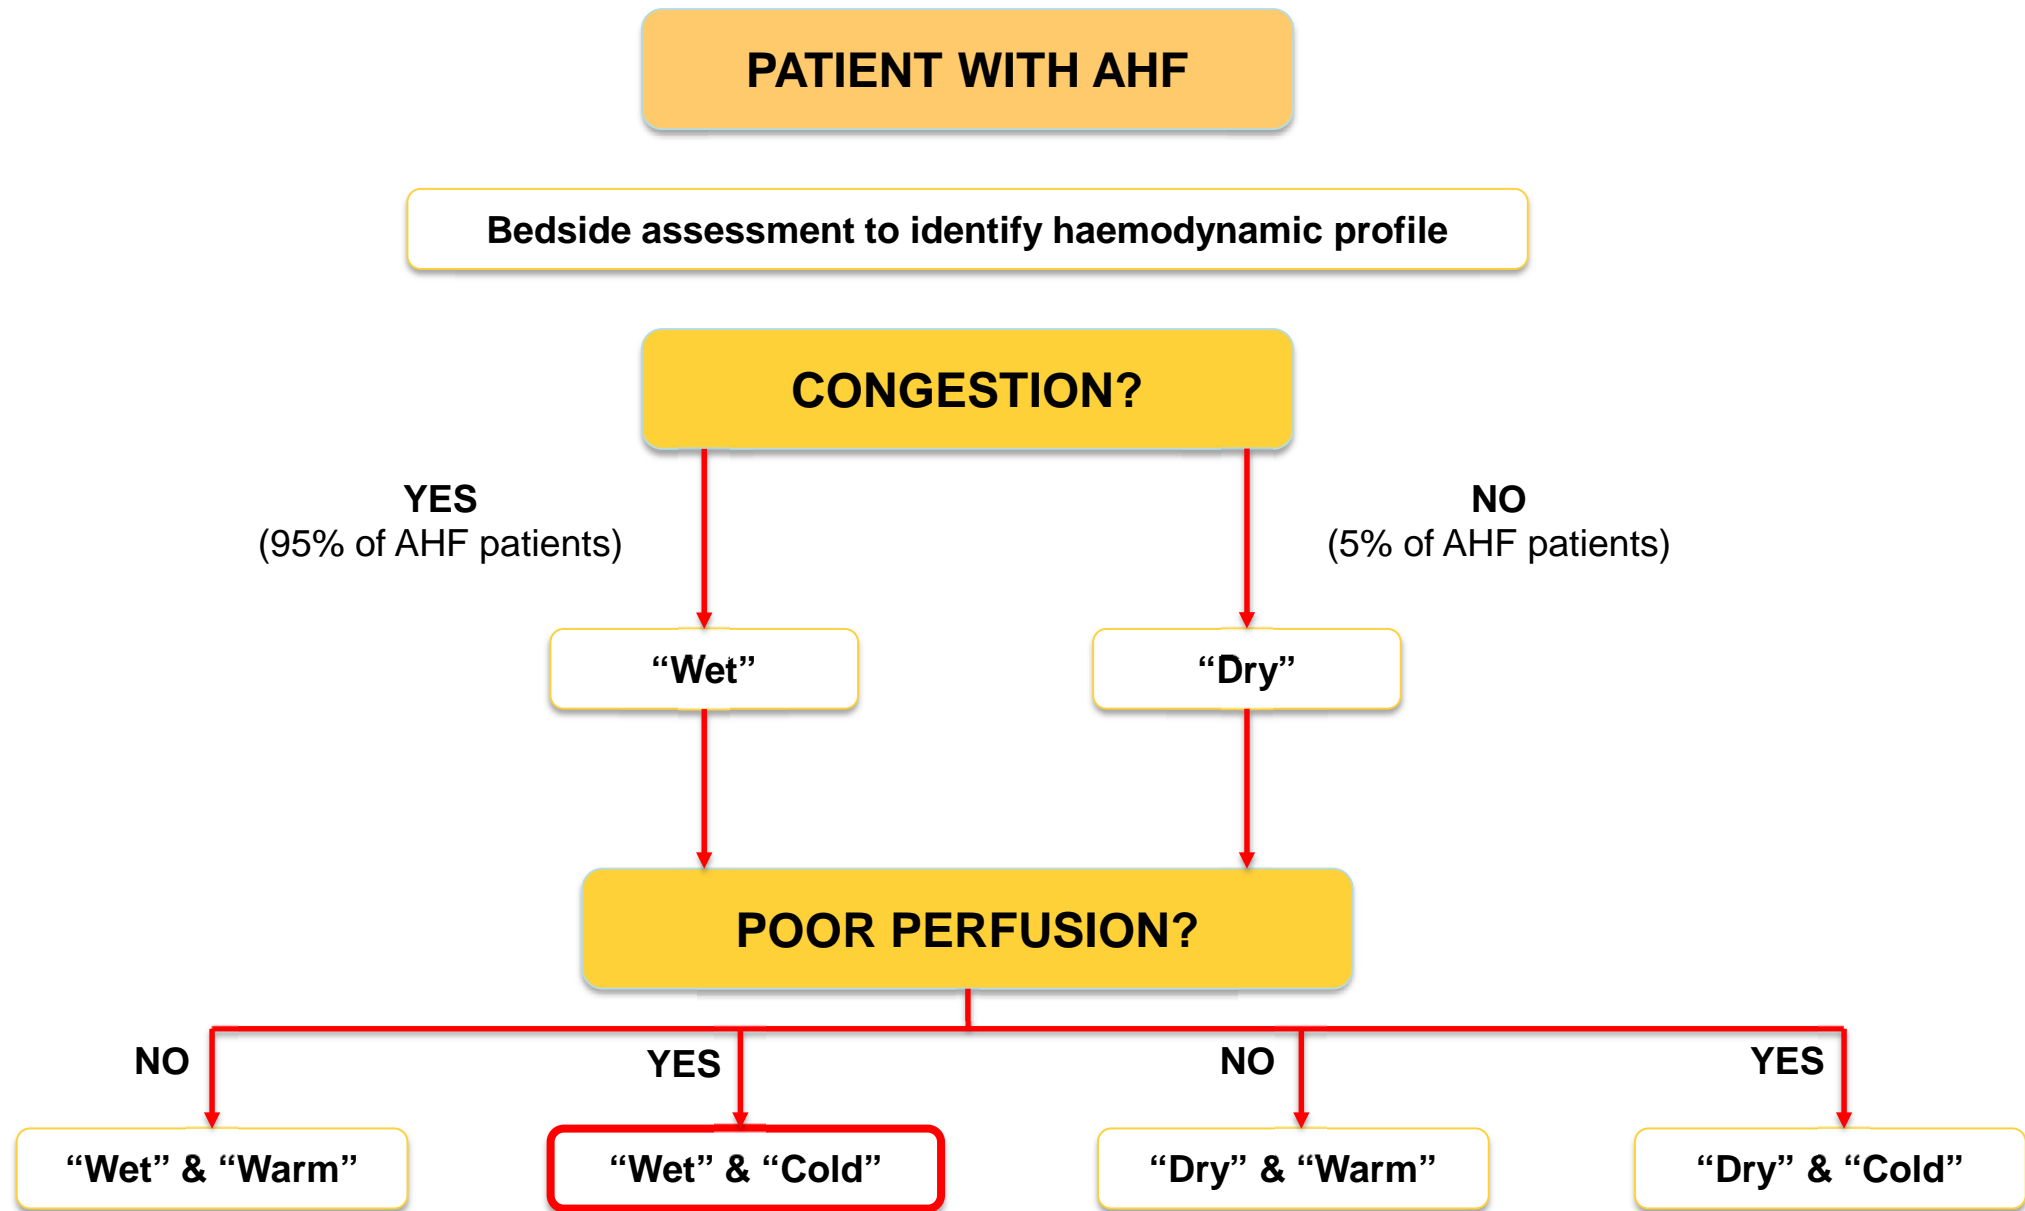 PATIENT WITH AHF
Bedside assessment to identify haemodynamic profile
CONGESTION?
YES
(95% of AHF patients)
NO
(5% of AHF patients)
“Wet”
“Dry”
POOR PERFUSION?
NO
YES
NO
YES
“Wet” & “Warm”
“Wet” & “Cold”
“Dry” & “Warm”
“Dry” & “Cold”